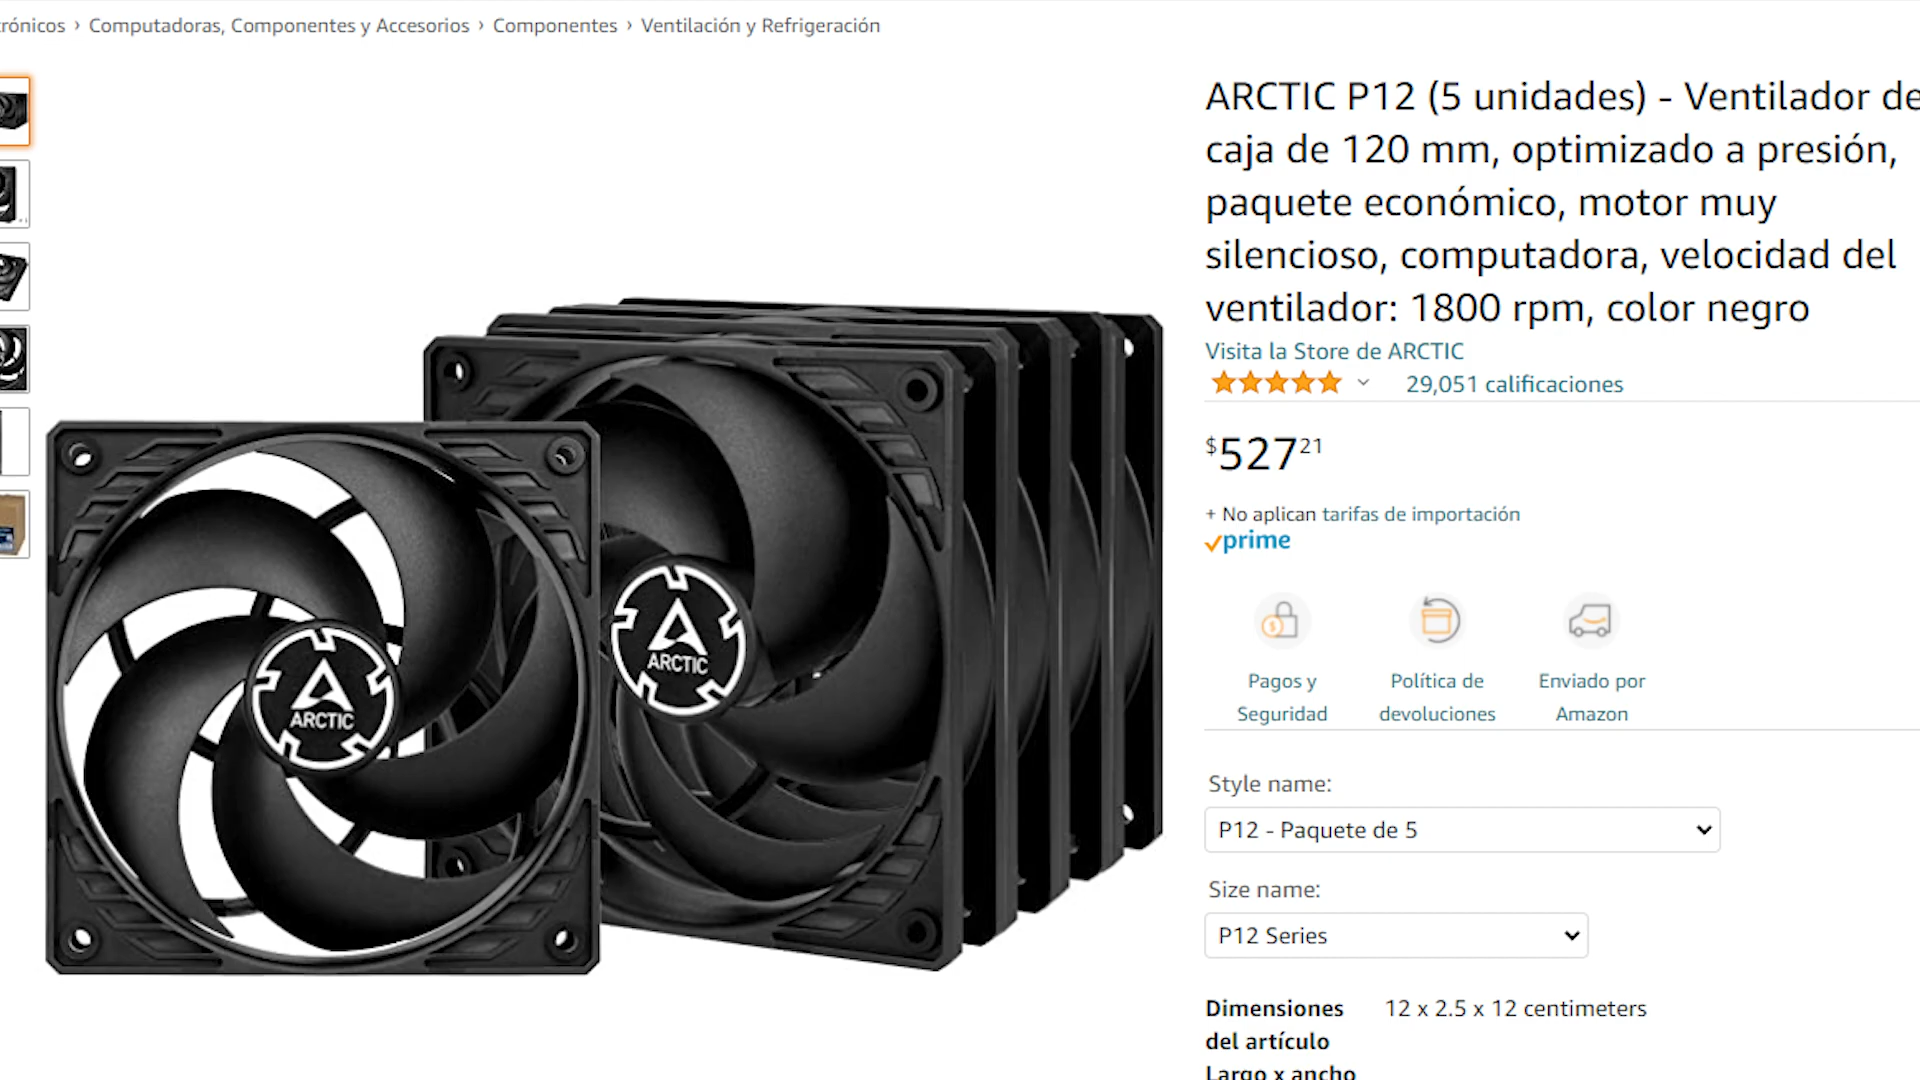 trónicos › Computadoras, Componentes y Accesorios › Componentes › Ventilación y Refrigeración
ARCTIC P12 (5 unidades) - Ventilador de
caja de 120 mm, optimizado a presión,
paquete económico, motor muy
silencioso, computadora, velocidad del
ventilador: 1800 rpm, color negro
Visita la Store de ARCTIC
29,051 calificaciones
$527 21
+ No aplican tarifas de importación
prime
Pagos y
Seguridad
Política de
devoluciones
Enviado por
Amazon
Style name:
P12 - Paquete de 5
Size name:
P12 Series
Dimensiones 12 x 2.5 x 12 centimeters
del artículo
Largo x ancho
ARCTIC
ARCTIC